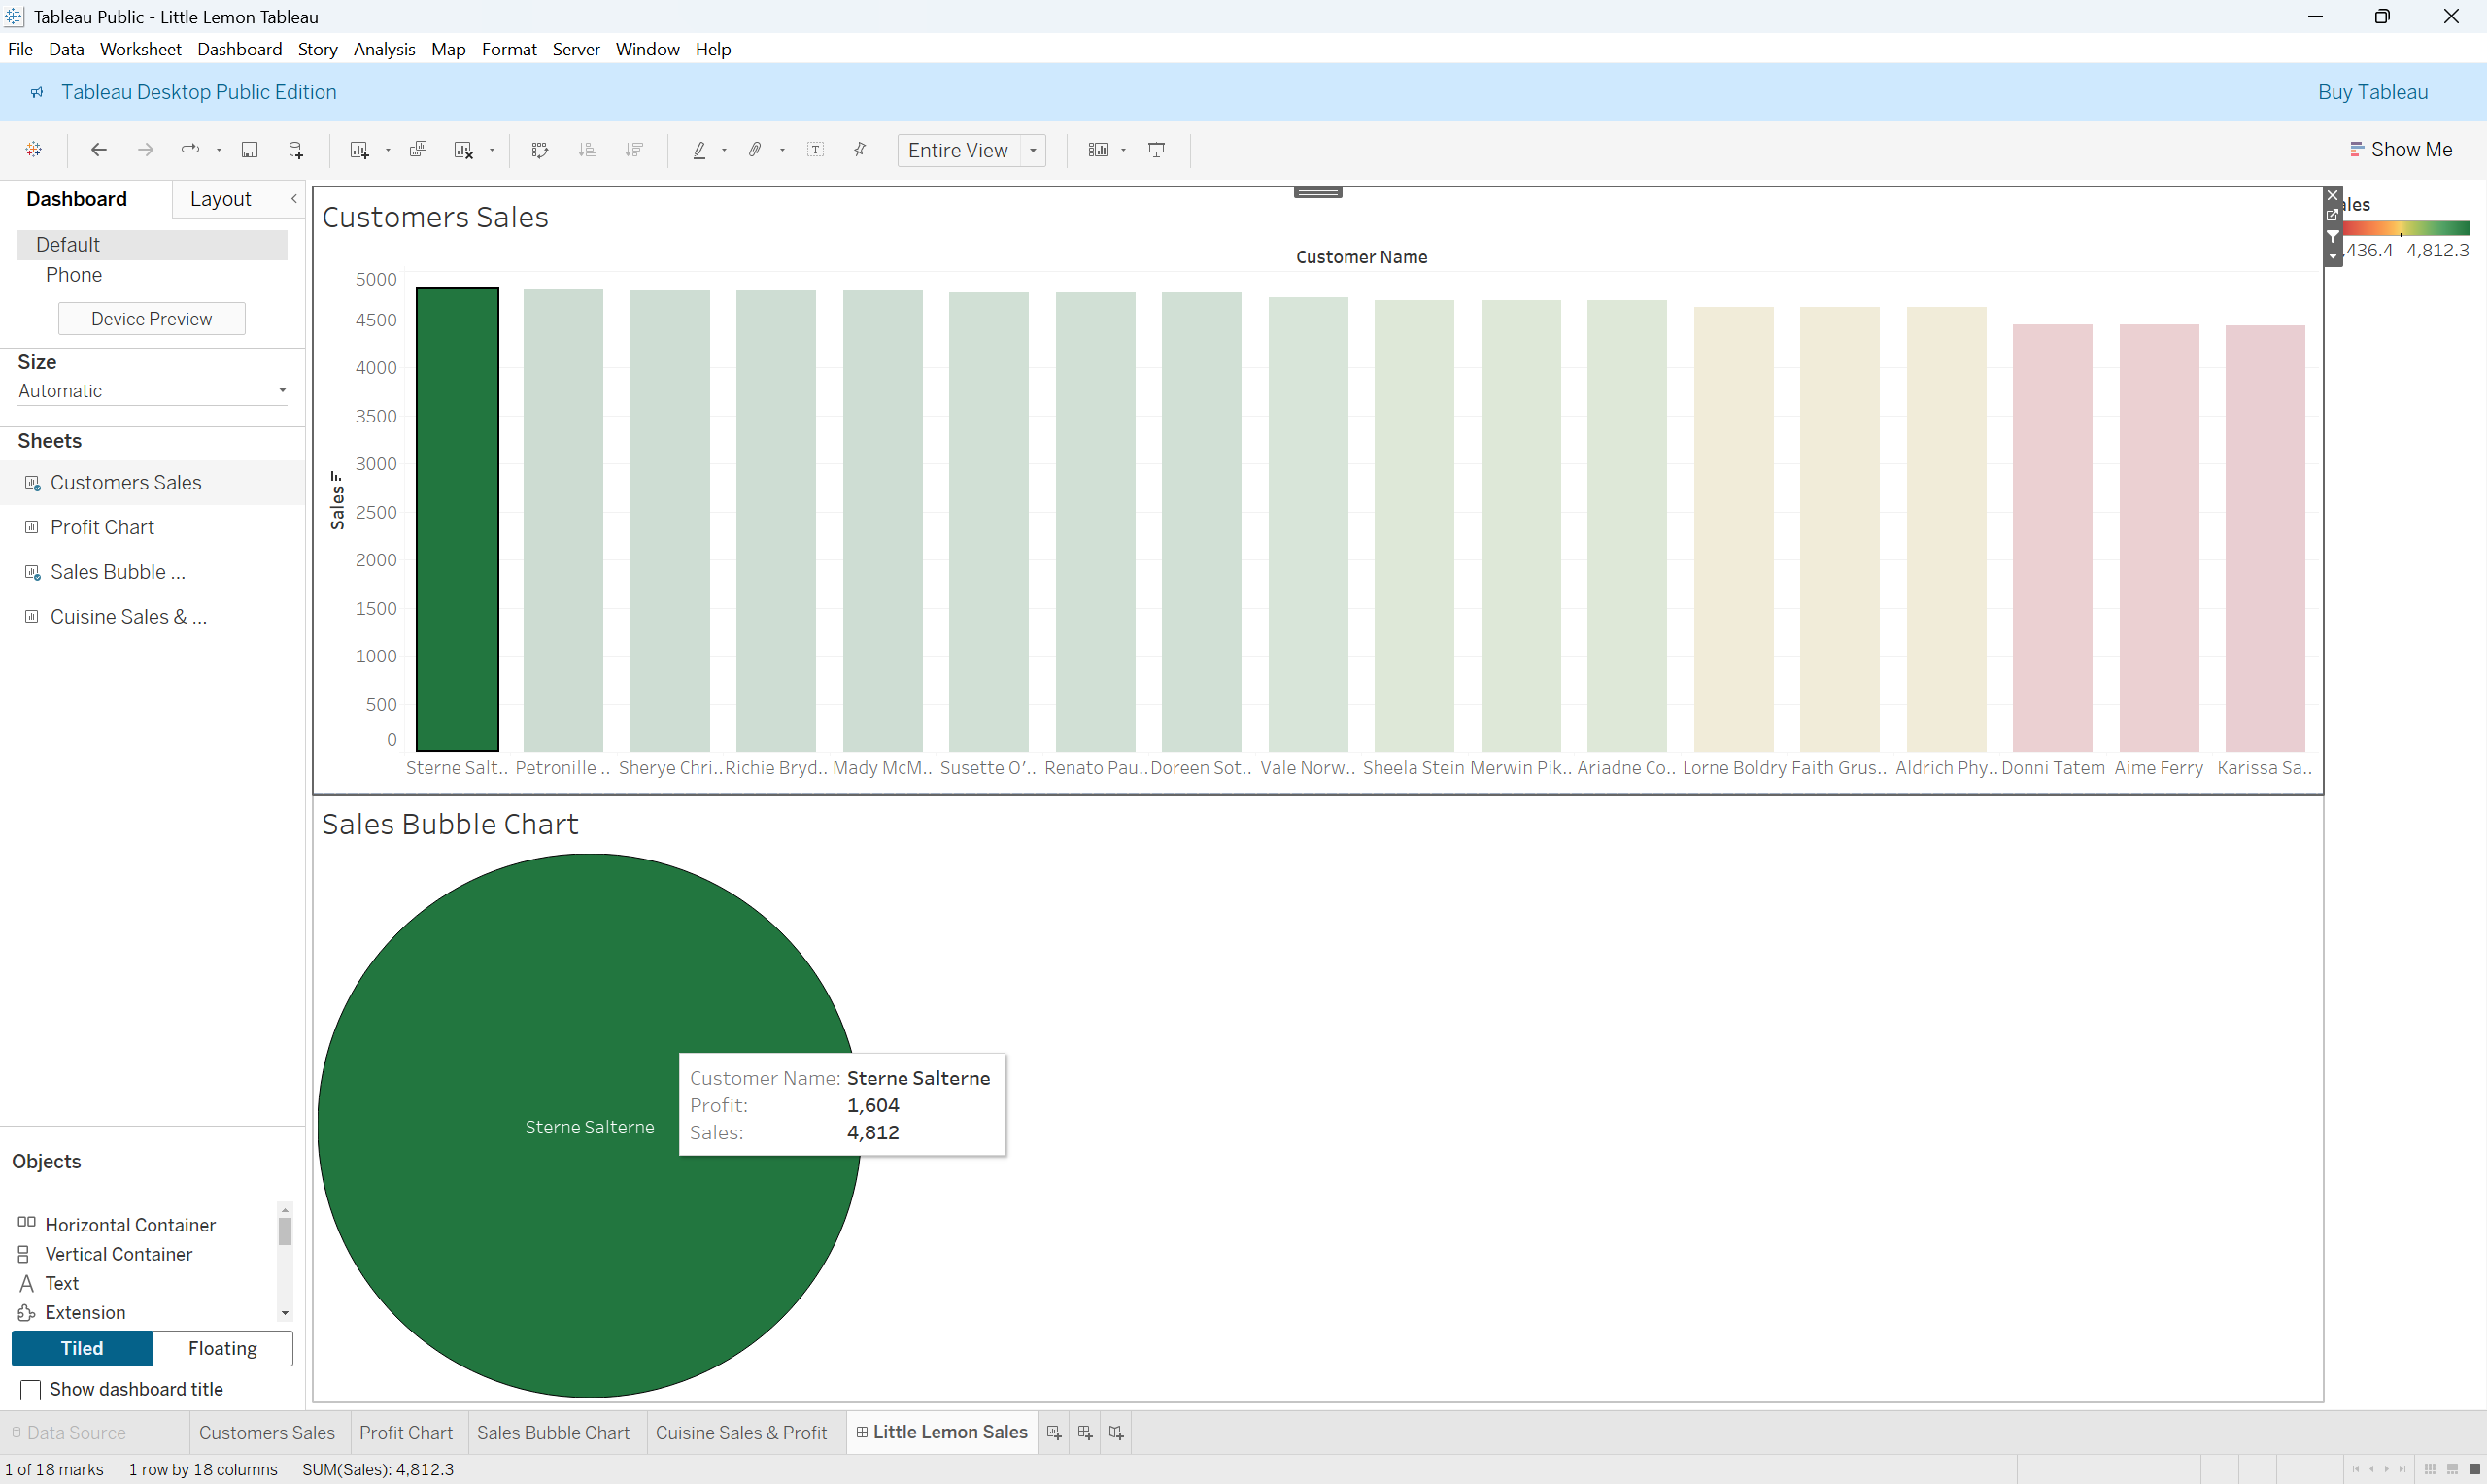 Tableau Public - Little Lemon Tableau
File Data Worksheet Dashboard Story Analysis Map Format Server Window Help
Tableau Desktop Public Edition
Buy Tableau
Entire View
Show Me
Dashboard
Layout
Default
Phone
Device Preview
Size
Automatic
Sheets
Customers Sales
Profit Chart
Sales Bubble ...
Cuisine Sales & ...
Objects
Horizontal Container
Vertical Container
Text
Extension
Tiled
Floating
Show dashboard title
Customers Sales
Customer Name
5000
4500
4000
3500
3000
2500
2000
1500
1000
500
0
Sales
Sterne Salt.. Petronille .. Sherye Chri.. Richie Bryd.. Mady McM.. Susette O'.. Renato Pau.. Doreen Sot.. Vale Norw.. Sheela Stein Merwin Pik.. Ariadne Co.. Lorne Boldry Faith Grus.. Aldrich Phy.. Donni Tatem Aime Ferry Karissa Sa..
ales
,436.4 4,812.3
Sales Bubble Chart
Sterne Salterne
Customer Name: Sterne Salterne
Profit: 1,604
Sales: 4,812
Data Source Customers Sales Profit Chart Sales Bubble Chart Cuisine Sales & Profit Little Lemon Sales
1 of 18 marks 1 row by 18 columns SUM(Sales): 4,812.3